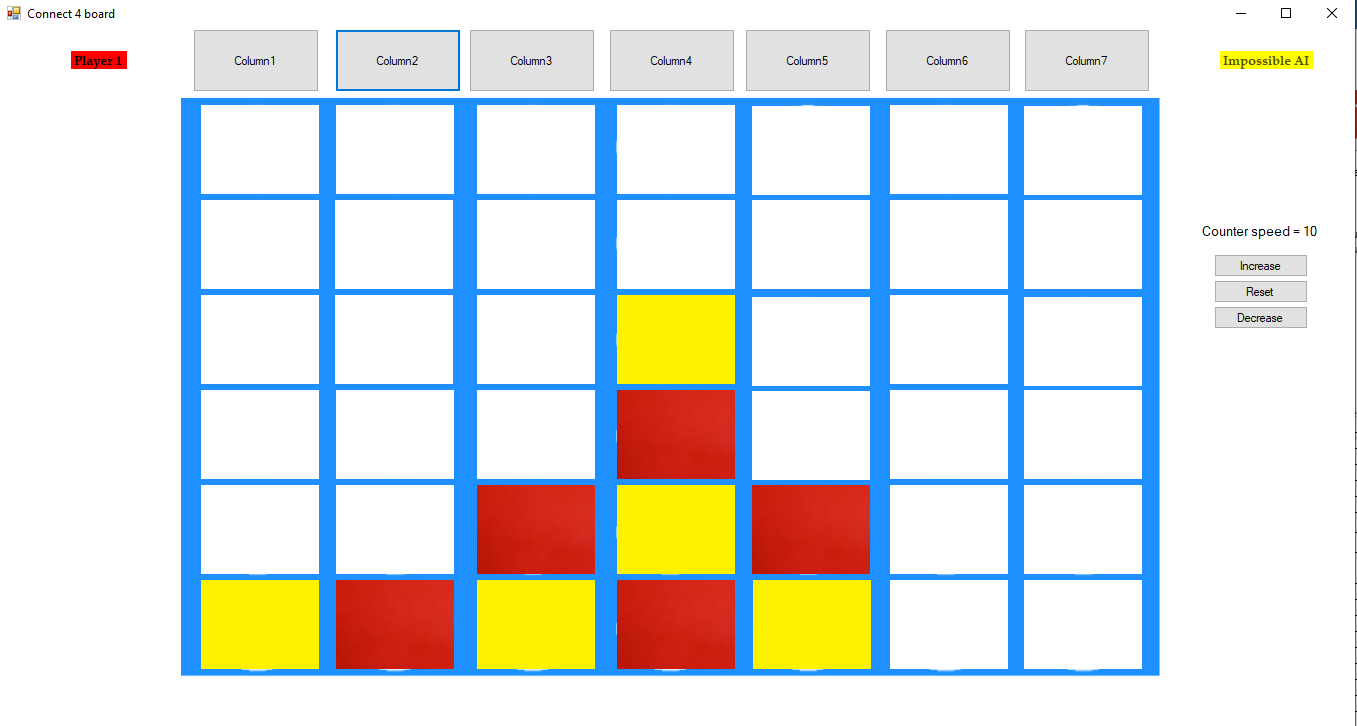 Connect 4 board
Player 1
Column1
Column2
Column3
Column4
Column5
Column6
Column7
Impossible AI
Counter speed = 10
Increase
Reset
Decrease